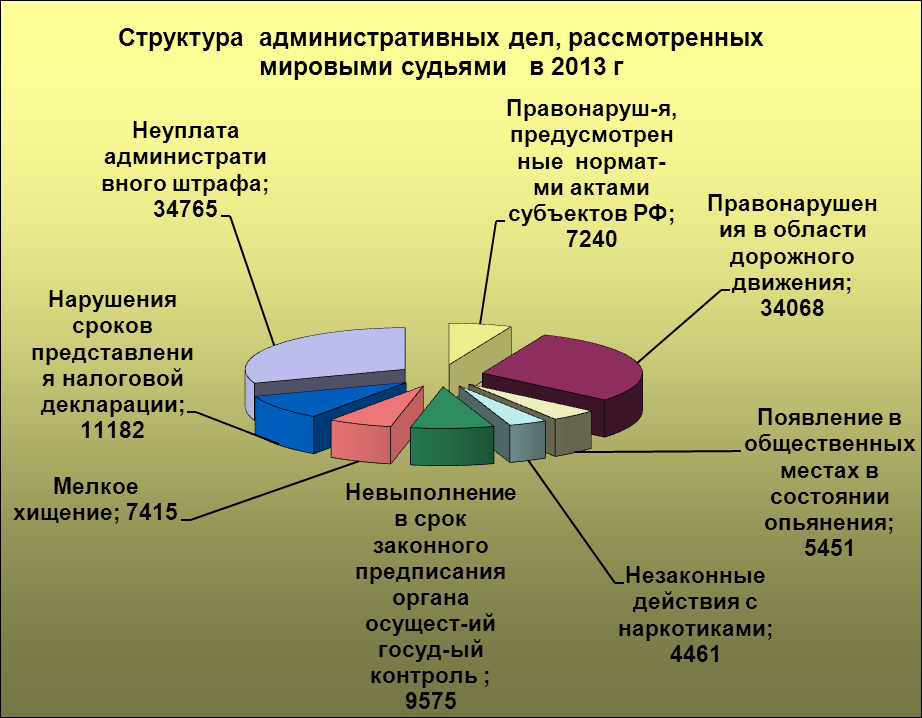 Структура административных дел, рассмотренных
мировыми судьями в 2013 г
Правонаруш-я,
предусмотрен
ные нормат-
ми актами
субъектов РФ;
7240
Неуплата
администрати
вного штрафа;
34765
Правонарушен
ия в области
дорожного
движения;
34068
Нарушения
сроков
представлени
я налоговой
декларации;
11182
Появление в
общественных
местах в
состоянии
опьянения;
5451
Мелкое
хищение; 7415
Невыполнение
в срок
законного
предписания
органа
осущест-ий
госуд-ый
контроль ;
9575
Незаконные
действия с
наркотиками;
4461